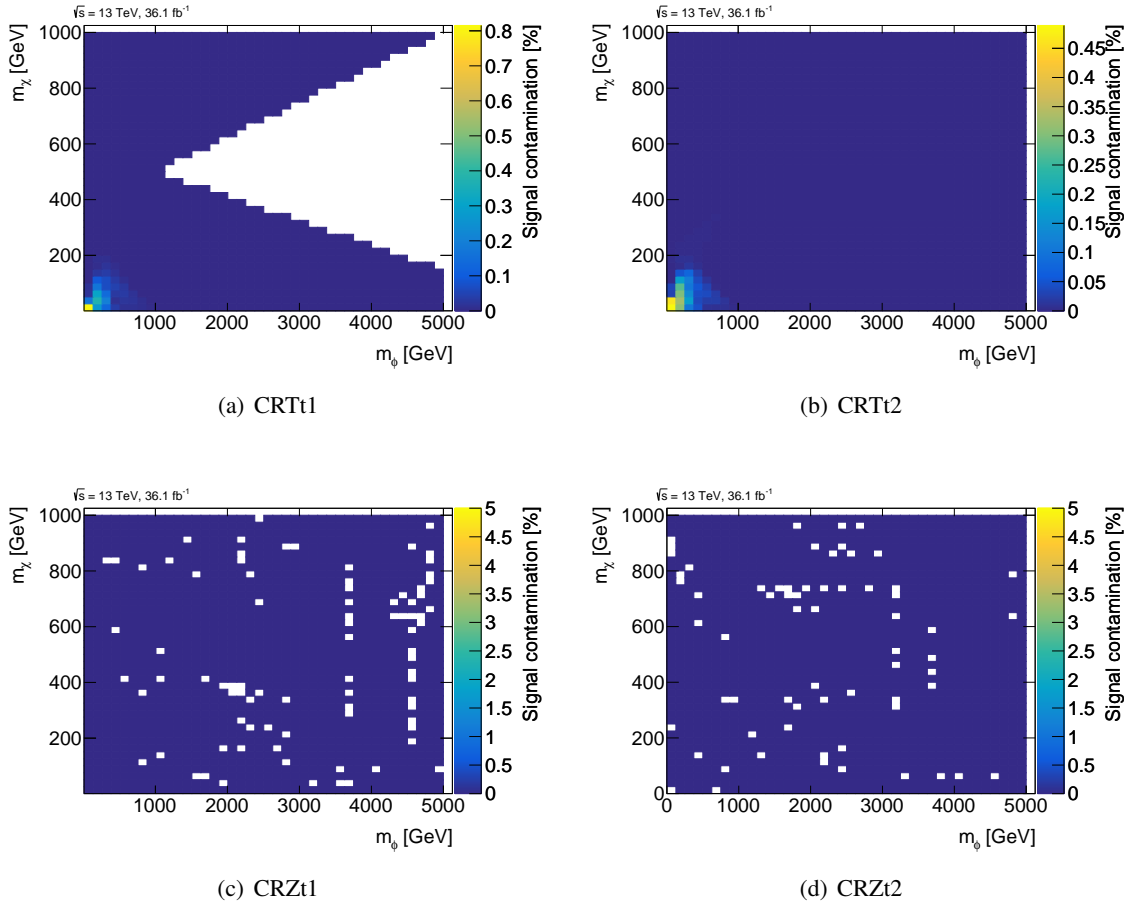 √s = 13 TeV, 36.1 fb⁻¹
m_χ [GeV]
1000
800
600
400
200
1000 2000 3000 4000 5000
m_ϕ [GeV]
0.8
0.7
0.6
0.5
0.4
0.3
0.2
0.1
0
Signal contamination [%]
(a) CRTt1
√s = 13 TeV, 36.1 fb⁻¹
m_χ [GeV]
1000
800
600
400
200
1000 2000 3000 4000 5000
m_ϕ [GeV]
0.45
0.4
0.35
0.3
0.25
0.2
0.15
0.1
0.05
0
Signal contamination [%]
(b) CRTt2
√s = 13 TeV, 36.1 fb⁻¹
m_χ [GeV]
1000
800
600
400
200
1000 2000 3000 4000 5000
m_ϕ [GeV]
5
4.5
4
3.5
3
2.5
2
1.5
1
0.5
0
Signal contamination [%]
(c) CRZt1
√s = 13 TeV, 36.1 fb⁻¹
m_χ [GeV]
1000
800
600
400
200
0
0 1000 2000 3000 4000 5000
m_ϕ [GeV]
5
4.5
4
3.5
3
2.5
2
1.5
1
0.5
0
Signal contamination [%]
(d) CRZt2